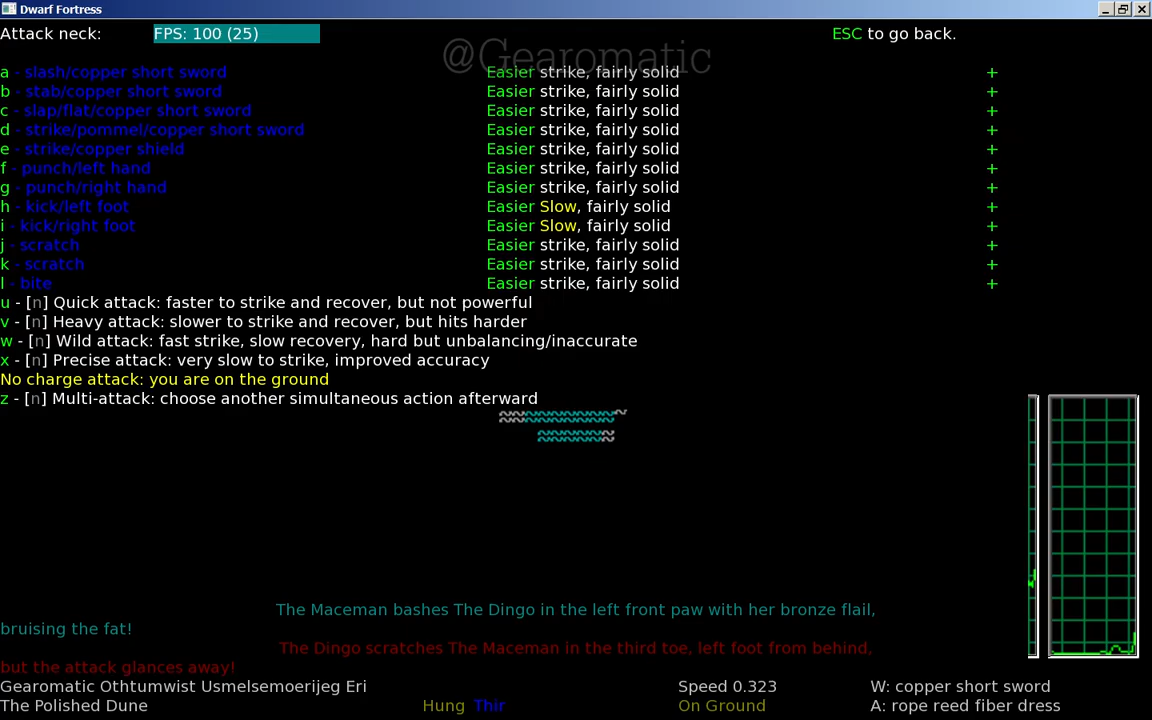 Dwarf Fortress
Attack neck: FPS: 100 (25) ESC to go back.
@Gearomatic
a - slash/copper short sword Easier strike, fairly solid +
b - stab/copper short sword Easier strike, fairly solid +
c - slap/flat/copper short sword Easier strike, fairly solid +
d - strike/pommel/copper short sword Easier strike, fairly solid +
e - strike/copper shield Easier strike, fairly solid +
f - punch/left hand Easier strike, fairly solid +
g - punch/right hand Easier strike, fairly solid +
h - kick/left foot Easier Slow, fairly solid +
i - kick/right foot Easier Slow, fairly solid +
j - scratch Easier strike, fairly solid +
k - scratch Easier strike, fairly solid +
l - bite Easier strike, fairly solid +
u - [n] Quick attack: faster to strike and recover, but not powerful
v - [n] Heavy attack: slower to strike and recover, but hits harder
w - [n] Wild attack: fast strike, slow recovery, hard but unbalancing/inaccurate
x - [n] Precise attack: very slow to strike, improved accuracy
No charge attack: you are on the ground
z - [n] Multi-attack: choose another simultaneous action afterward
The Maceman bashes The Dingo in the left front paw with her bronze flail,
bruising the fat!
The Dingo scratches The Maceman in the third toe, left foot from behind,
but the attack glances away!
Gearomatic Othtumwist Usmelsemoerijeg Eri Speed 0.323 W: copper short sword
The Polished Dune Hung Thir On Ground A: rope reed fiber dress